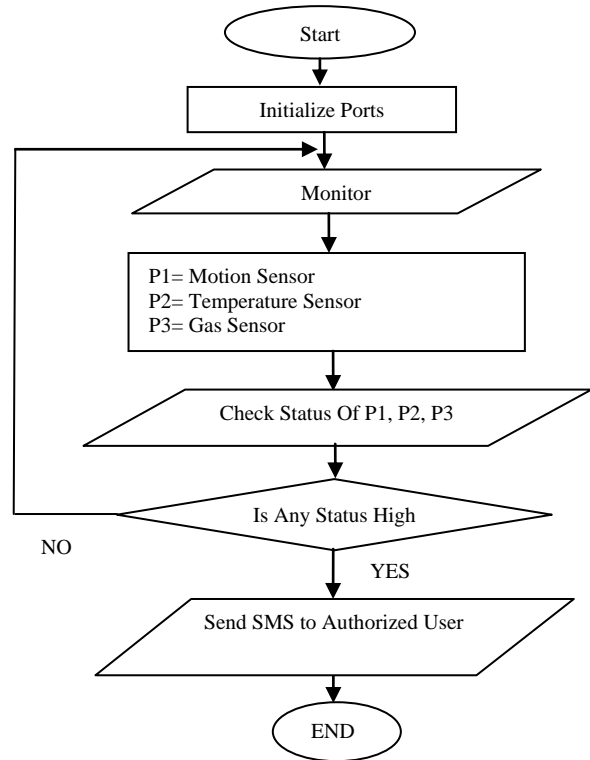 Start
Initialize Ports
Monitor
P1= Motion Sensor
P2= Temperature Sensor
P3= Gas Sensor
Check Status Of P1, P2, P3
Is Any Status High
NO
YES
Send SMS to Authorized User
END